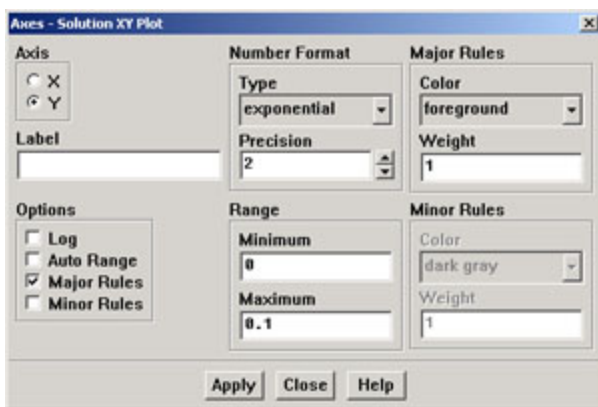 Axes - Solution XY Plot
Axis
X
Y
Label
Number Format
Type
exponential
Precision
2
Major Rules
Color
foreground
Weight
1
Options
Log
Auto Range
Major Rules
Minor Rules
Range
Minimum
0
Maximum
0.1
Minor Rules
Color
dark gray
Weight
1
Apply Close Help